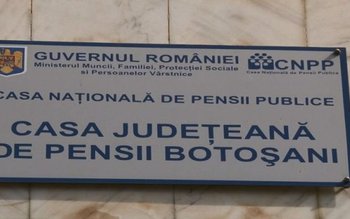 GUVERNUL ROMÂNIEI
Ministerul Muncii, Familiei, Protecției Sociale
și Persoanelor Vârstnice
CNPP
Casa Națională de Pensii Publice
CASA NAȚIONALĂ DE PENSII PUBLICE
CASA JUDEȚEANĂ
DE PENSII BOTOȘANI